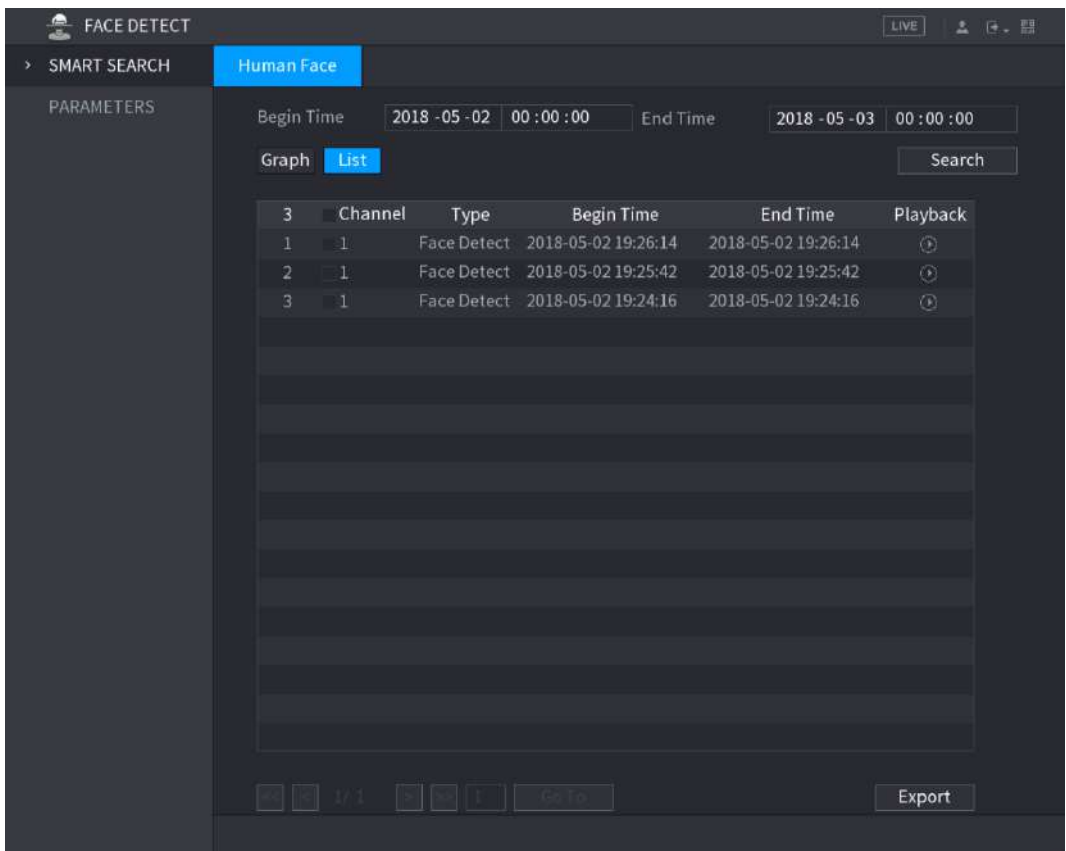 FACE DETECT LIVE
> SMART SEARCH Human Face
PARAMETERS
Begin Time 2018 -05 -02 00 :00 :00 End Time 2018 -05 -03 00 :00 :00
Graph List Search
3 Channel Type Begin Time End Time Playback
1 1 Face Detect 2018-05-02 19:26:14 2018-05-02 19:26:14
2 1 Face Detect 2018-05-02 19:25:42 2018-05-02 19:25:42
3 1 Face Detect 2018-05-02 19:24:16 2018-05-02 19:24:16
<< < 1/ 1 > >> 1 Go To Export